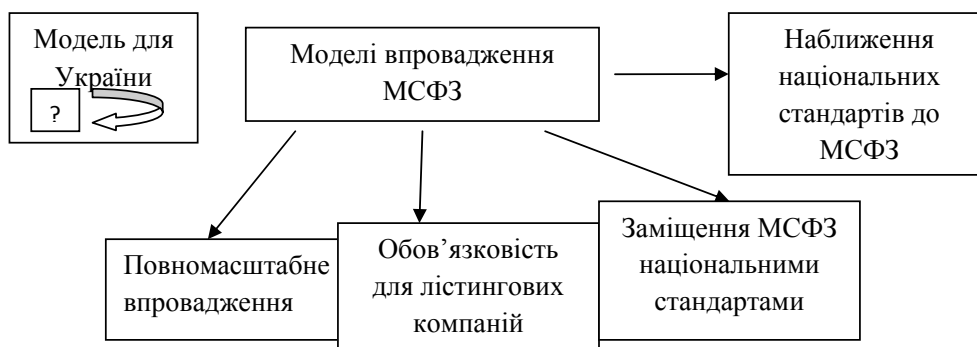 Модель для
України
?
Моделі впровадження
МСФЗ
Наближення
національних
стандартів до
МСФЗ
Повномасштабне
впровадження
Обов’язковість
для лістингових
компаній
Заміщення МСФЗ
національними
стандартами